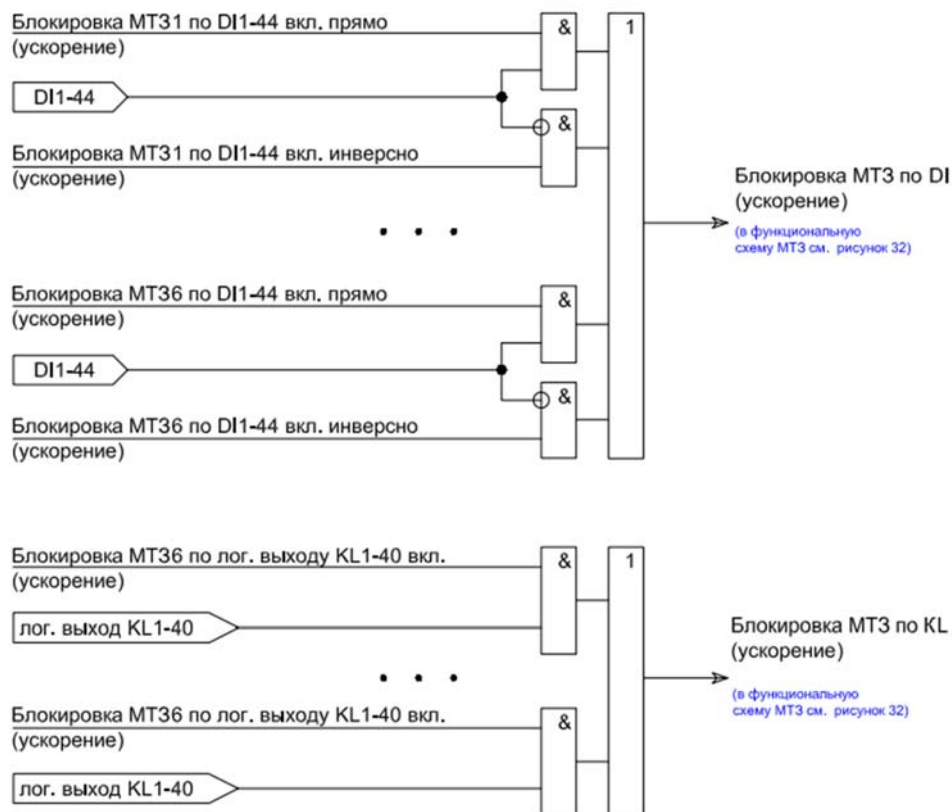 Блокировка МТЗ1 по DI1-44 вкл. прямо
(ускорение)
&
1
DI1-44
&
Блокировка МТЗ1 по DI1-44 вкл. инверсно
(ускорение)
Блокировка МТЗ по DI
(ускорение)
(в функциональную
схему МТЗ см. рисунок 32)
. . .
Блокировка МТЗ6 по DI1-44 вкл. прямо
(ускорение)
&
DI1-44
&
Блокировка МТЗ6 по DI1-44 вкл. инверсно
(ускорение)
Блокировка МТЗ6 по лог. выходу KL1-40 вкл.
(ускорение)
&
1
лог. выход KL1-40
Блокировка МТЗ по KL
(ускорение)
(в функциональную
схему МТЗ см. рисунок 32)
. . .
Блокировка МТЗ6 по лог. выходу KL1-40 вкл.
(ускорение)
&
лог. выход KL1-40